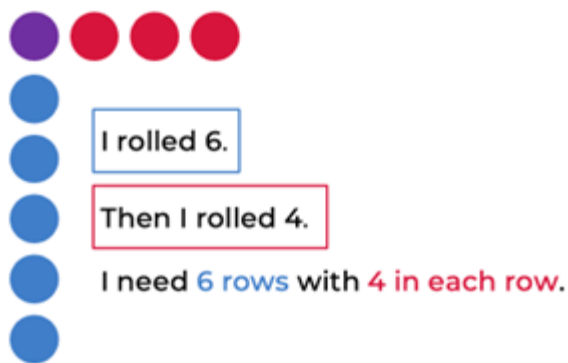 I rolled 6.
Then I rolled 4.
I need 6 rows with 4 in each row.